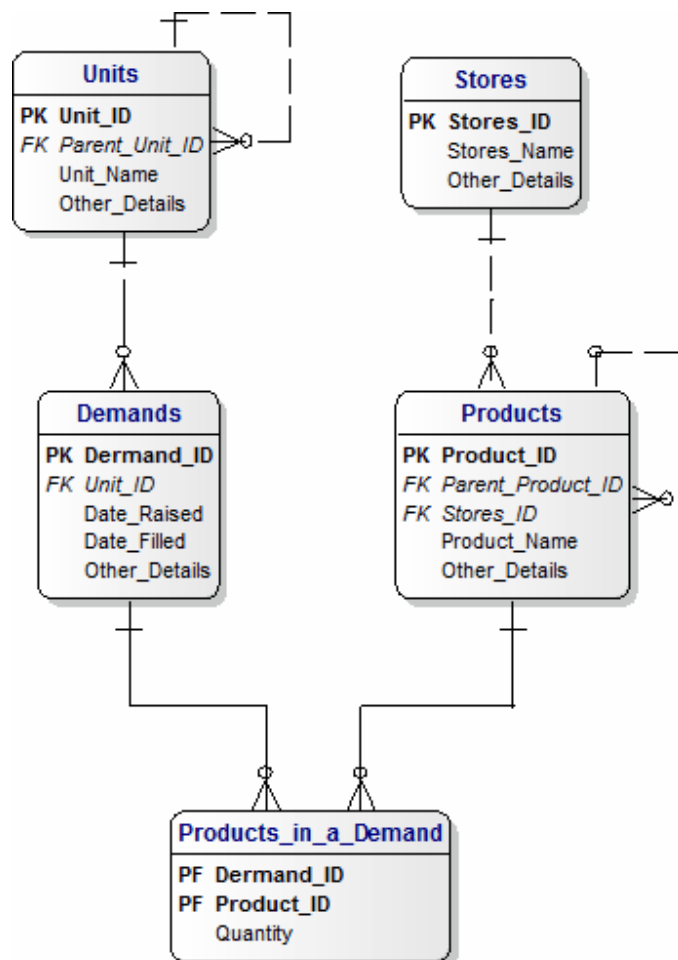 Units
PK Unit_ID
FK Parent_Unit_ID
Unit_Name
Other_Details
Stores
PK Stores_ID
Stores_Name
Other_Details
Demands
PK Dermand_ID
FK Unit_ID
Date_Raised
Date_Filled
Other_Details
Products
PK Product_ID
FK Parent_Product_ID
FK Stores_ID
Product_Name
Other_Details
Products_in_a_Demand
PF Dermand_ID
PF Product_ID
Quantity